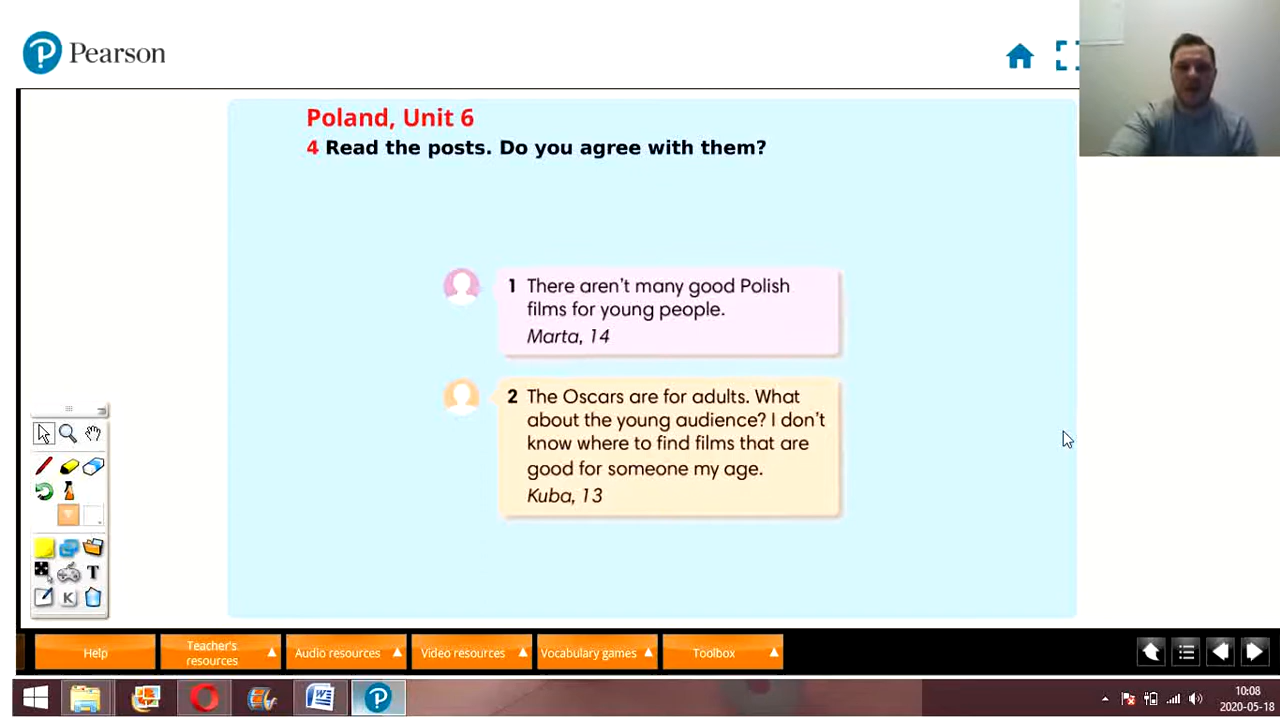 Pearson
Poland, Unit 6
4 Read the posts. Do you agree with them?
1 There aren't many good Polish
films for young people.
Marta, 14
2 The Oscars are for adults. What
about the young audience? I don't
know where to find films that are
good for someone my age.
Kuba, 13
T
K
Help
Teacher's
resources
Audio resources
Video resources
Vocabulary games
Toolbox
10:08
2020-05-18